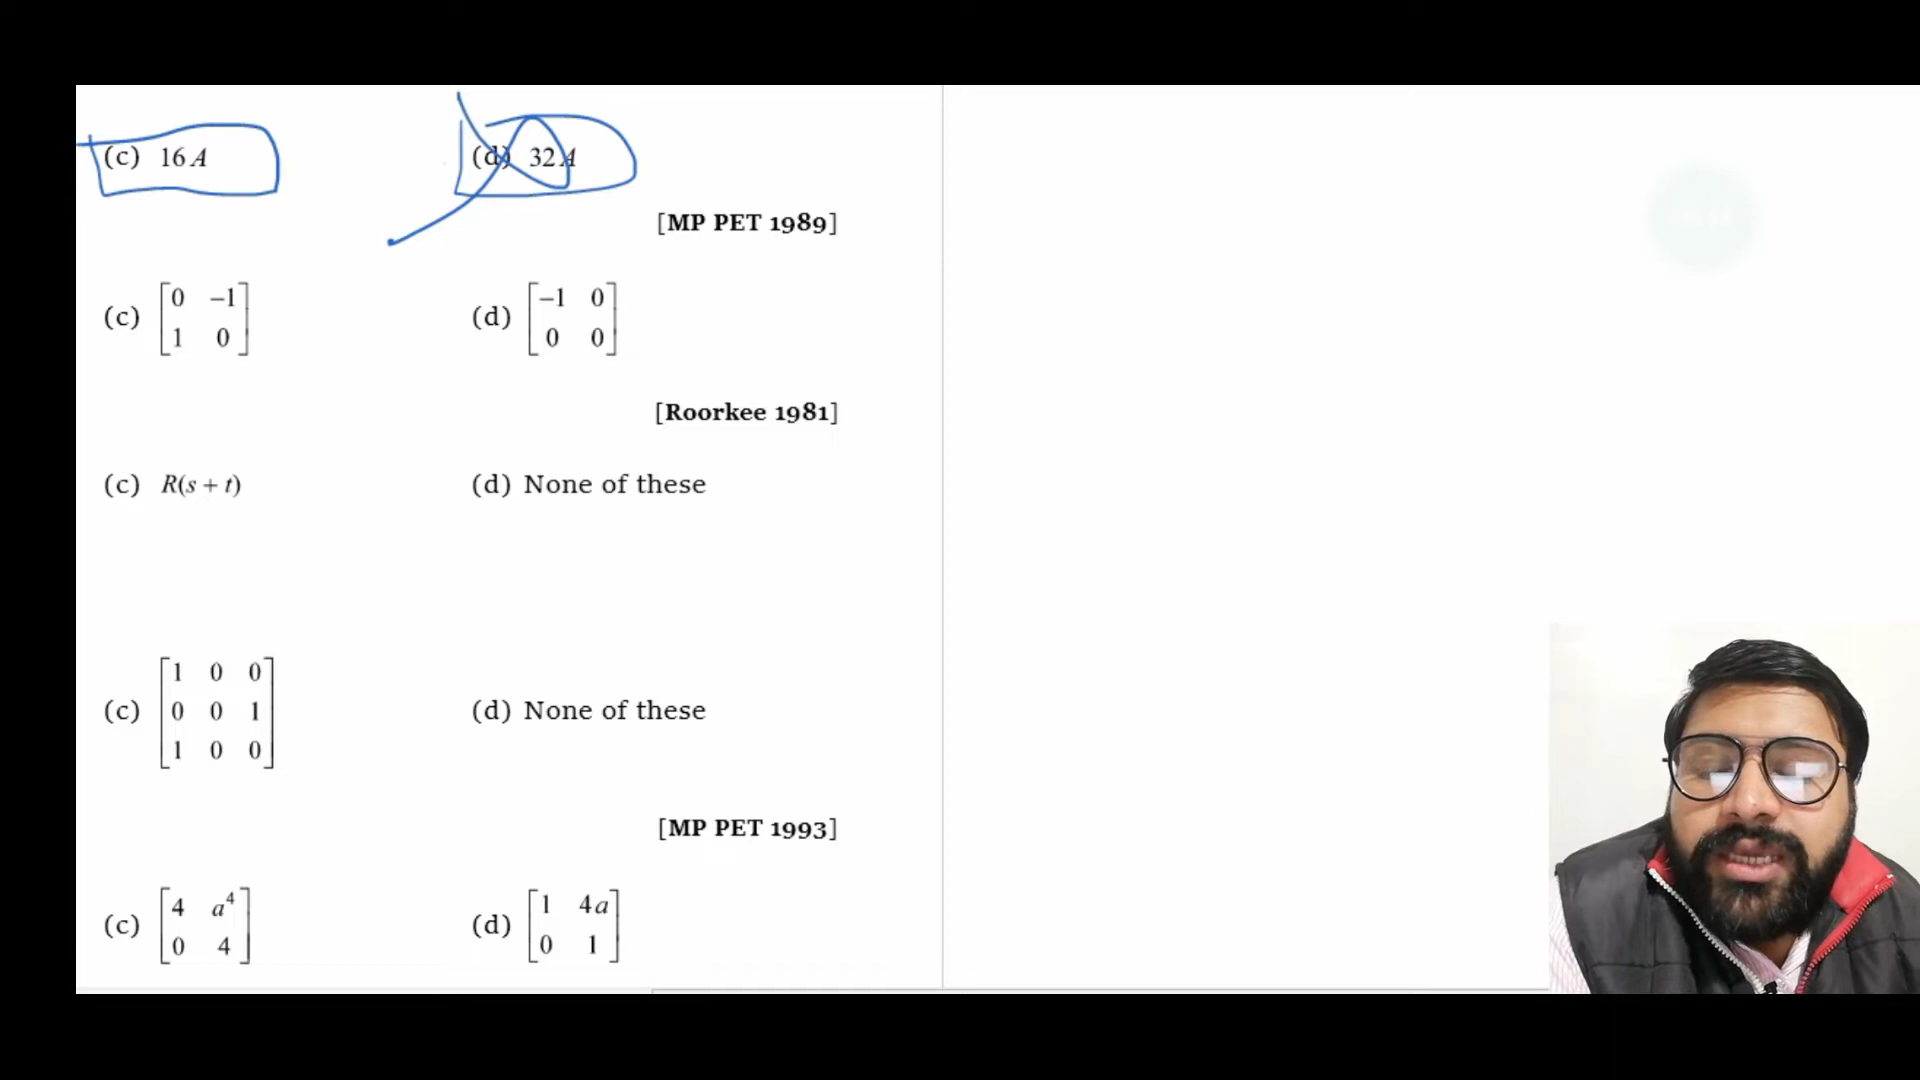 (c) 16 A (d) 32 A
[MP PET 1989]
(c) [0 −1 (d) [−1 0
1 0] 0 0]
[Roorkee 1981]
(c) R(s + t) (d) None of these
(c) [1 0 0
0 0 1 (d) None of these
1 0 0]
[MP PET 1993]
(c) [4 a⁴ (d) [1 4a
0 4] 0 1]